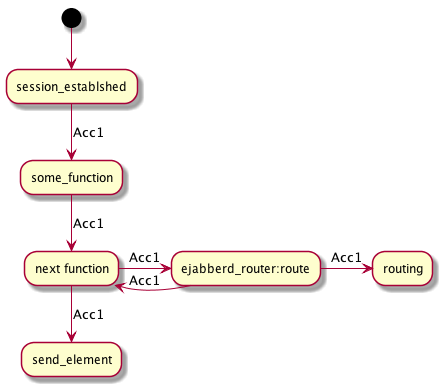 session_establshed
Acc1
some_function
Acc1
next function
Acc1
ejabberd_router:route
Acc1
routing
Acc1
Acc1
send_element